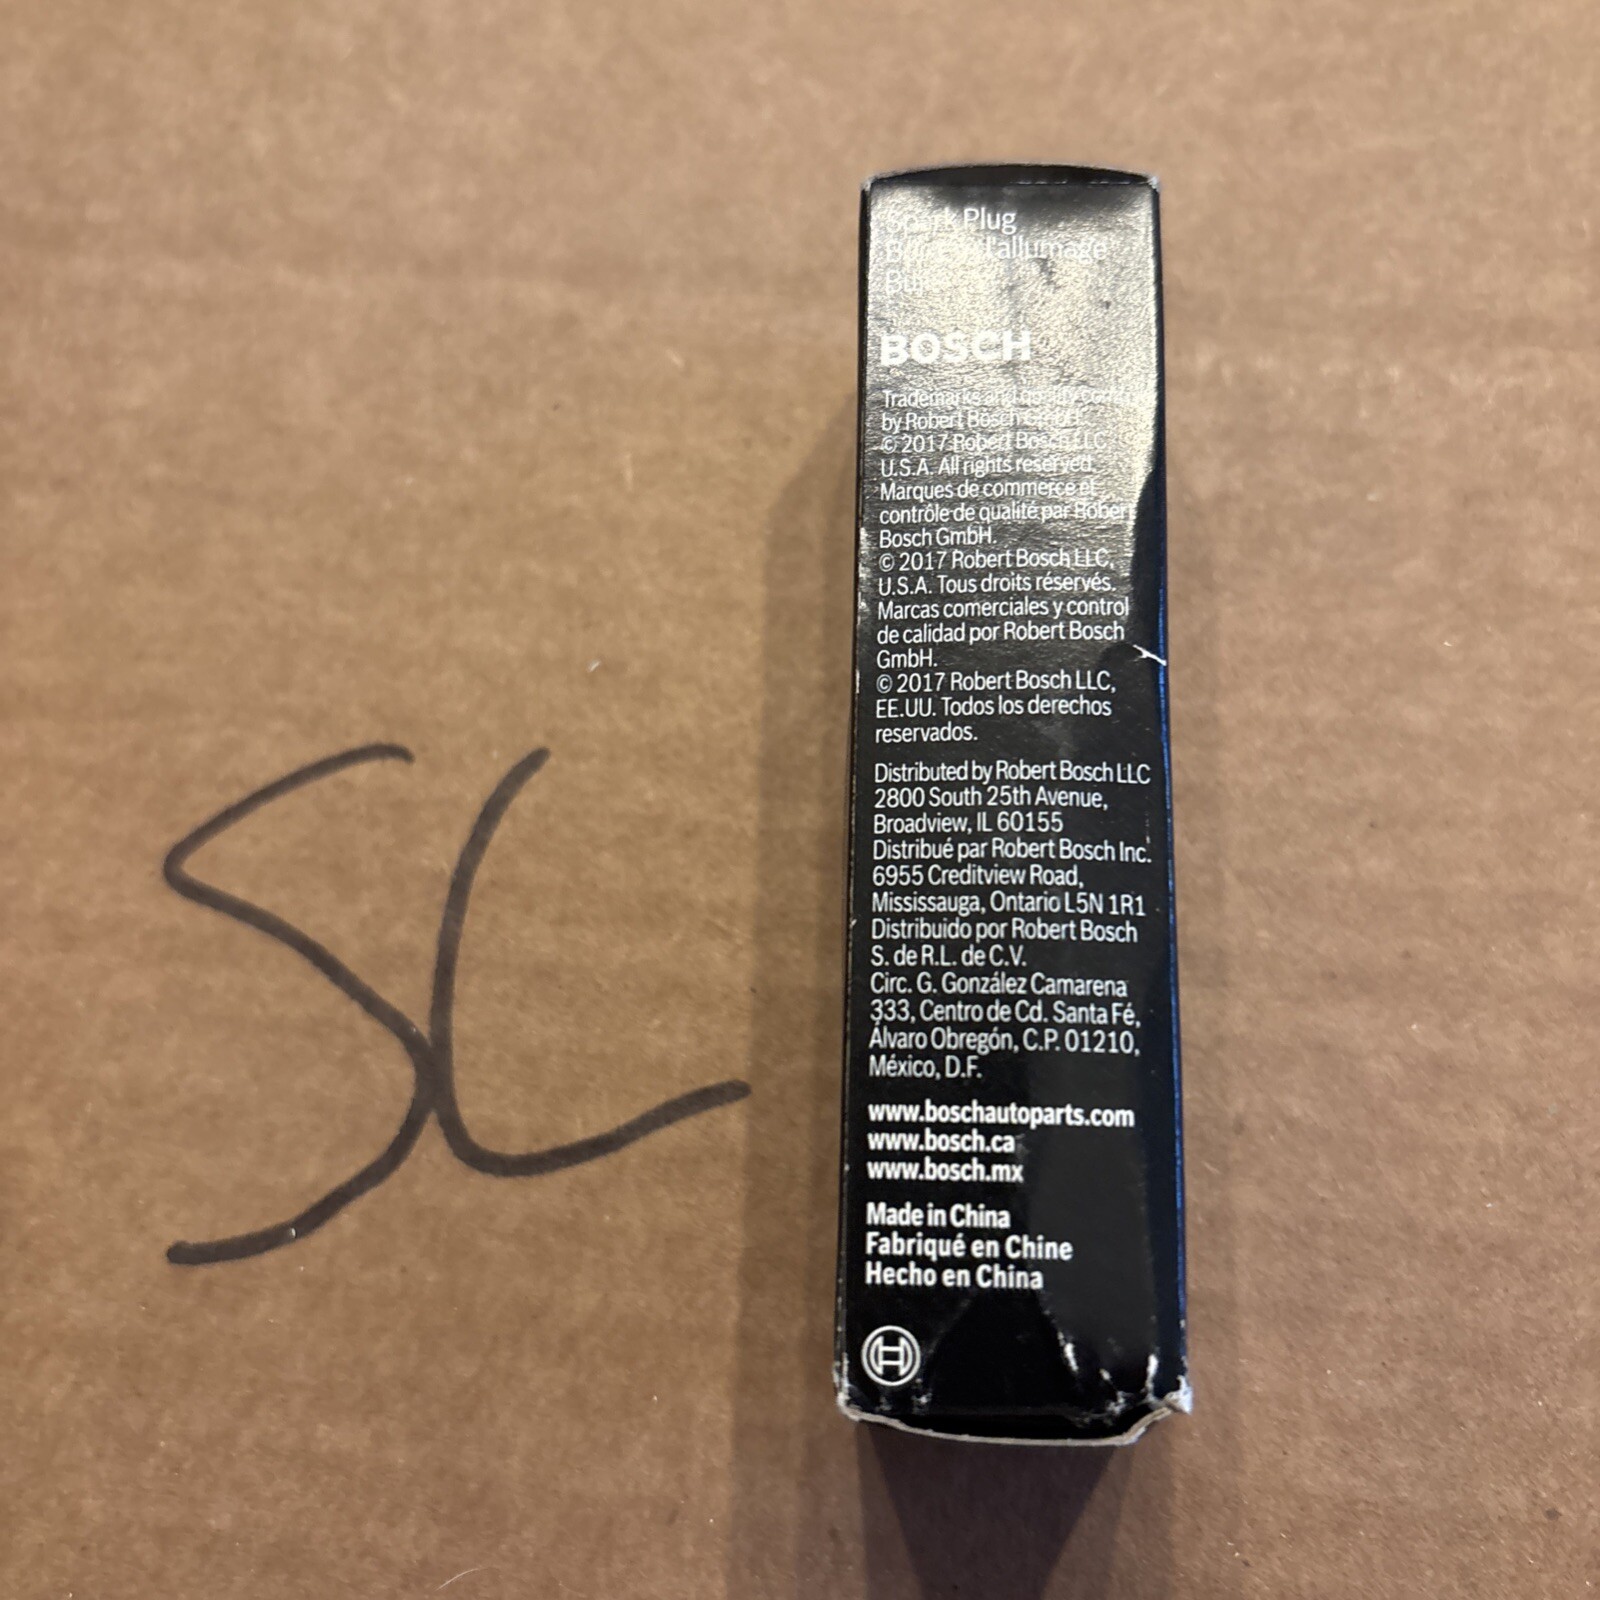 SL
Spark Plug
d'allumage
BOSCH
Trademarks and quality
by Robert Bosch GmbH.
© 2017 Robert Bosch LLC,
U.S.A. All rights reserved.
Marques de commerce et
contrôle de qualité par Robert
Bosch GmbH.
© 2017 Robert Bosch LLC,
U.S.A. Tous droits réservés.
Marcas comerciales y control
de calidad por Robert Bosch
GmbH.
© 2017 Robert Bosch LLC,
EE.UU. Todos los derechos
reservados.
Distributed by Robert Bosch LLC
2800 South 25th Avenue,
Broadview, IL 60155
Distribué par Robert Bosch Inc.
6955 Creditview Road,
Mississauga, Ontario L5N 1R1
Distribuido por Robert Bosch
S. de R.L. de C.V.
Circ. G. González Camarena
333, Centro de Cd. Santa Fé,
Álvaro Obregón, C.P. 01210,
México, D.F.
www.boschautoparts.com
www.bosch.ca
www.bosch.mx
Made in China
Fabriqué en Chine
Hecho en China